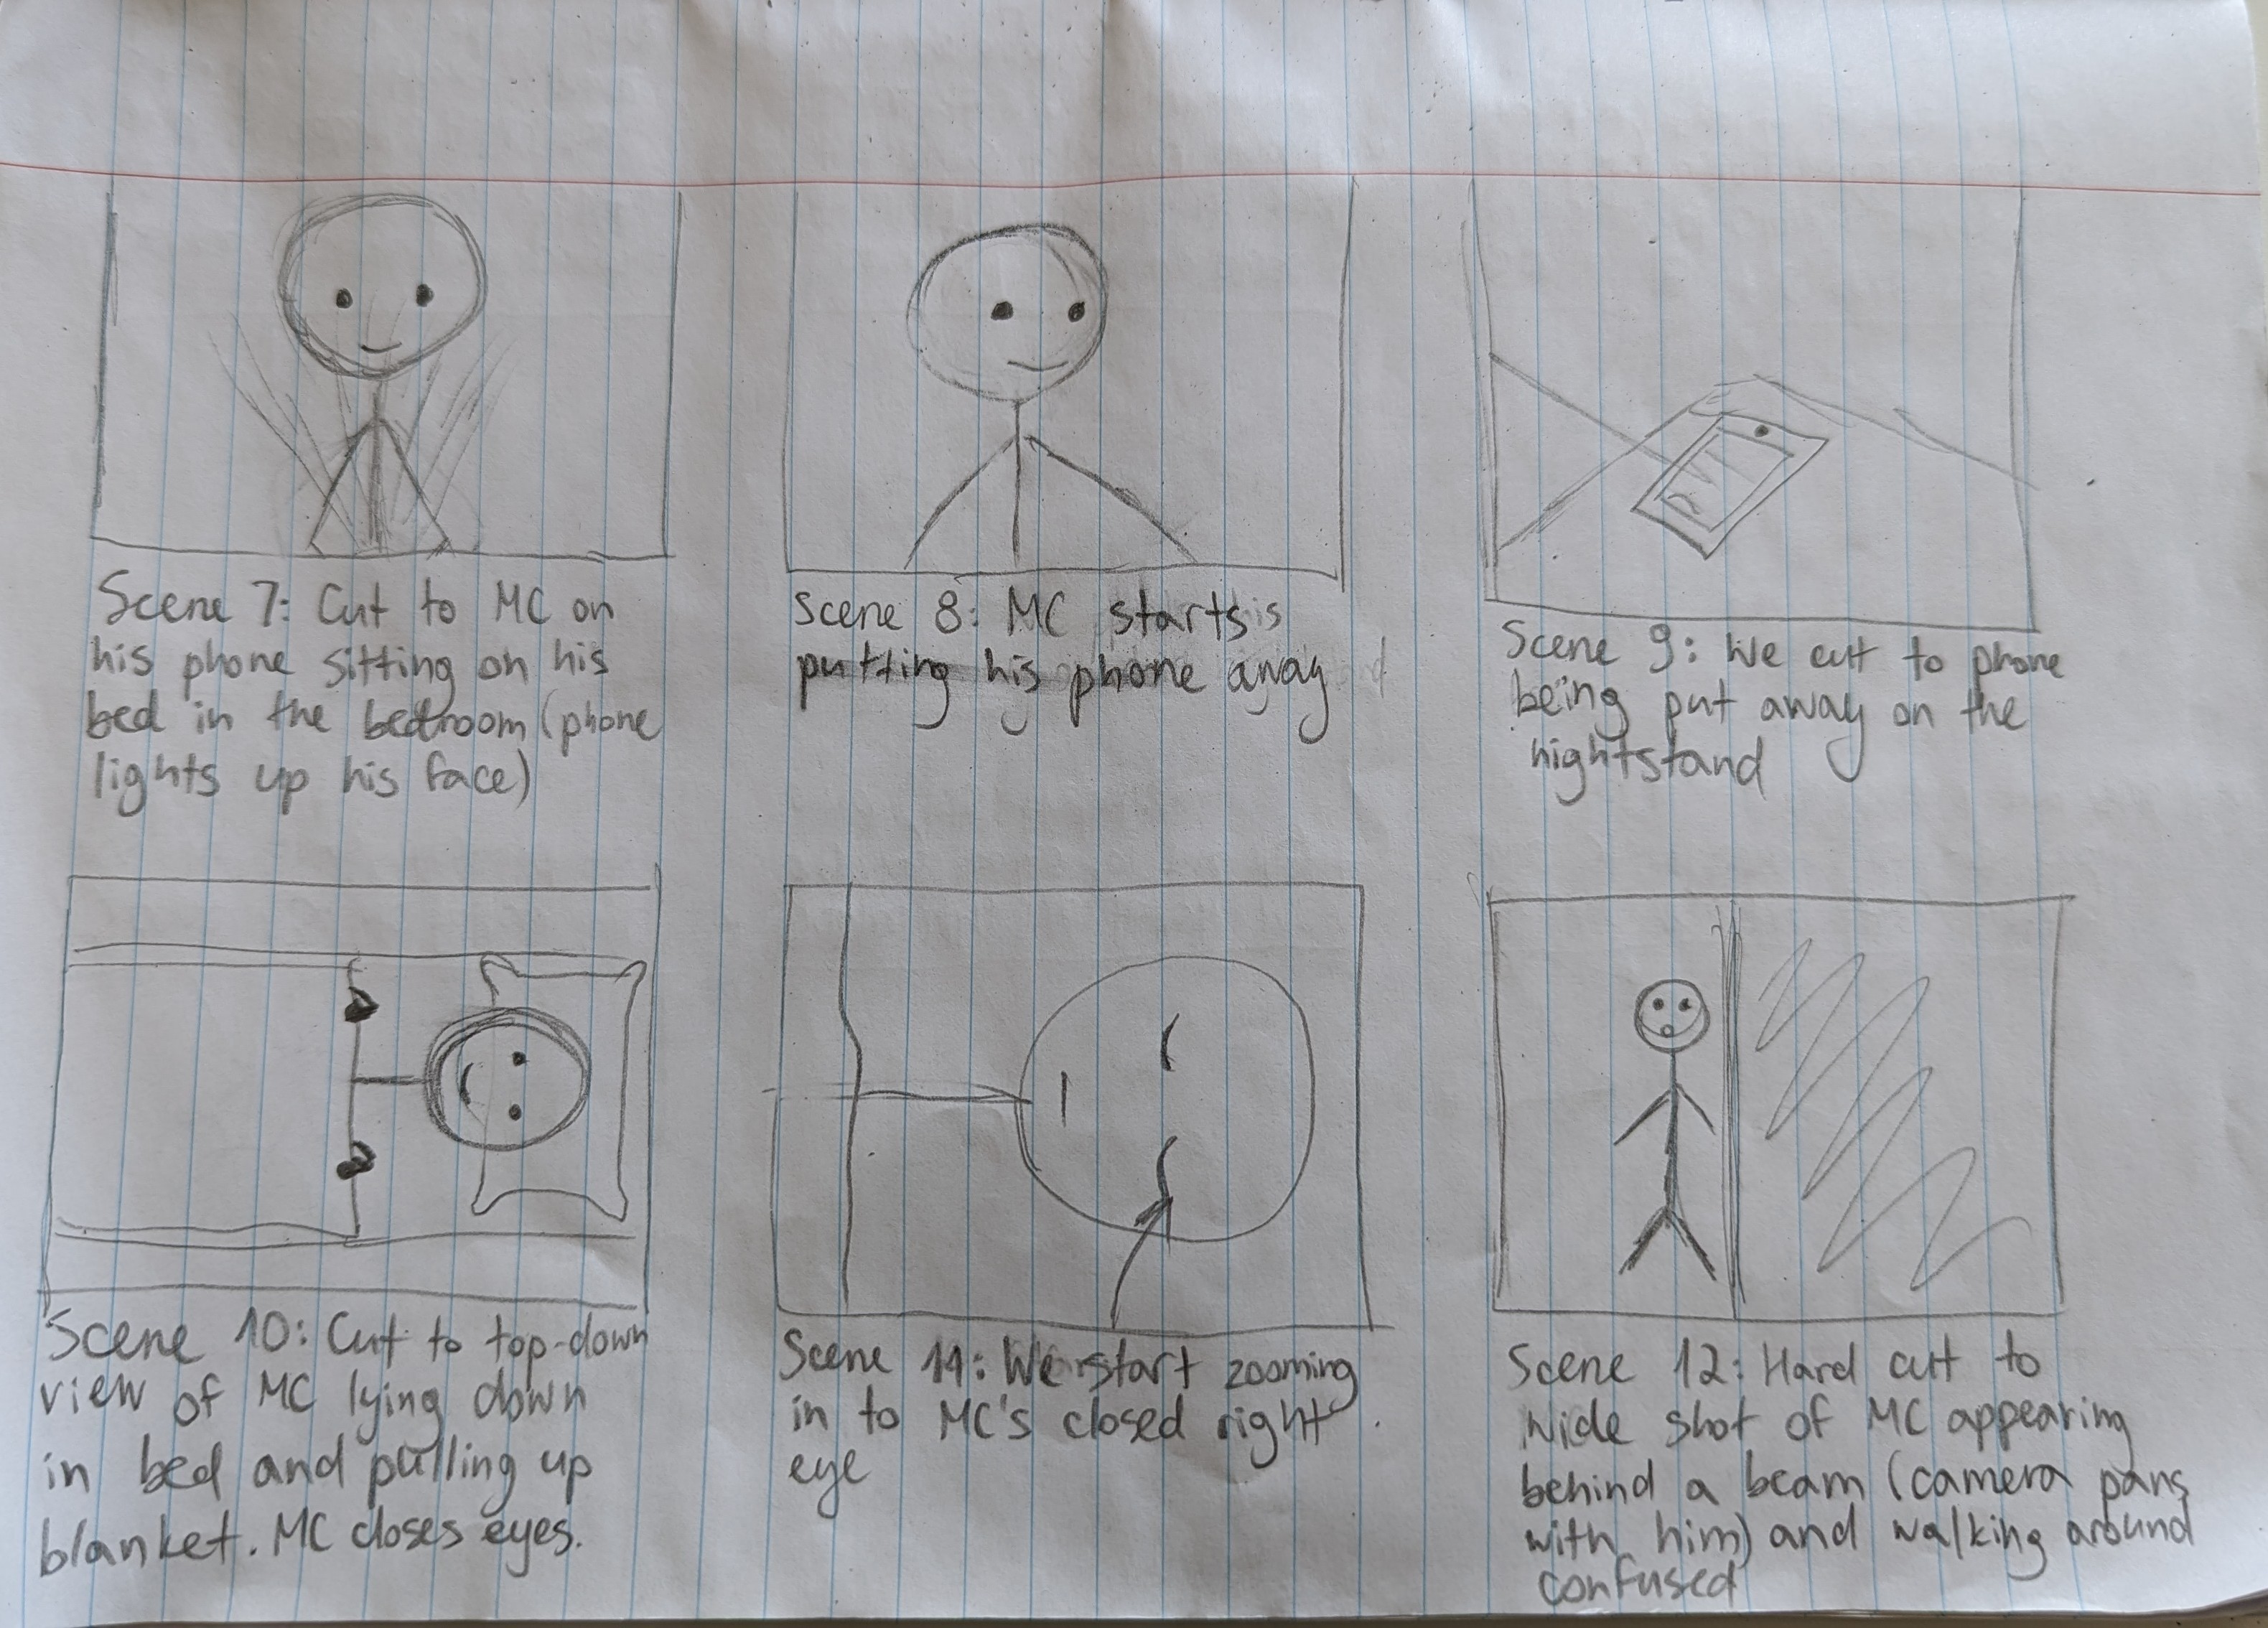 Scene 7: Cut to MC on
his phone sitting on his
bed in the bedroom (phone
lights up his face)
Scene 8: MC starts
putting his phone away
Scene 9: We cut to phone
being put away on the
nightstand
Scene 10: Cut to top-down
view of MC lying down
in bed and pulling up
blanket. MC closes eyes.
Scene 11: We start zooming
in to MC's closed right
eye
Scene 12: Hard cut to
wide shot of MC appearing
behind a beam (camera pans
with him) and walking around
confused